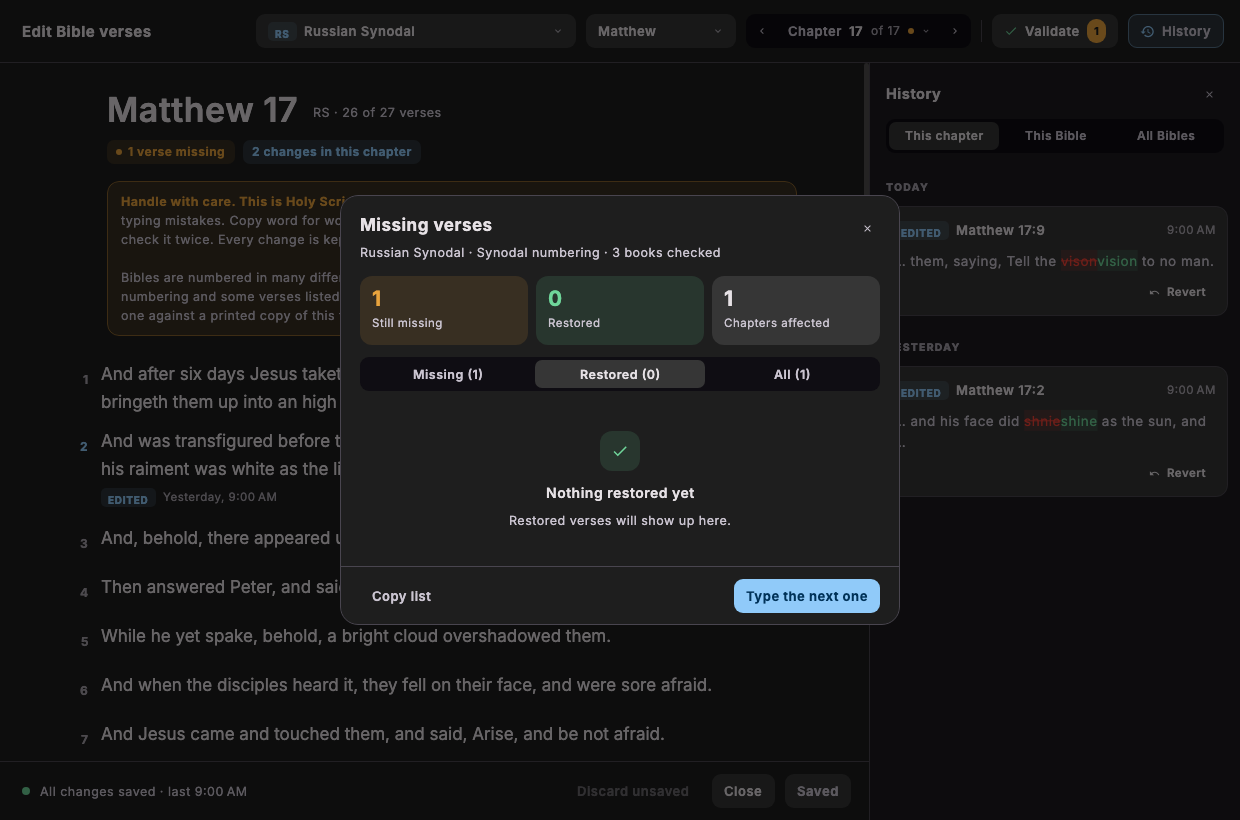 Edit Bible verses
RS Russian Synodal
Matthew
Chapter 17 of 17
Validate 1
History
Matthew 17 RS · 26 of 27 verses
1 verse missing
2 changes in this chapter
Handle with care. This is Holy Scri
typing mistakes. Copy word for wo
check it twice. Every change is kep
Bibles are numbered in many differ
numbering and some verses listed
one against a printed copy of this
1 And after six days Jesus taket
bringeth them up into an high
2 And was transfigured before t
his raiment was white as the li
EDITED Yesterday, 9:00 AM
3 And, behold, there appeared u
4 Then answered Peter, and said
5 While he yet spake, behold, a bright cloud overshadowed them.
6 And when the disciples heard it, they fell on their face, and were sore afraid.
7 And Jesus came and touched them, and said, Arise, and be not afraid.
All changes saved · last 9:00 AM
Discard unsaved
Close
Saved
Missing verses
Russian Synodal · Synodal numbering · 3 books checked
1
Still missing
0
Restored
1
Chapters affected
Missing (1)
Restored (0)
All (1)
Nothing restored yet
Restored verses will show up here.
Copy list
Type the next one
History
This chapter
This Bible
All Bibles
TODAY
EDITED Matthew 17:9 9:00 AM
.. them, saying, Tell the visonvision to no man.
Revert
ESTERDAY
EDITED Matthew 17:2 9:00 AM
.. and his face did shnieshine as the sun, and
..
Revert